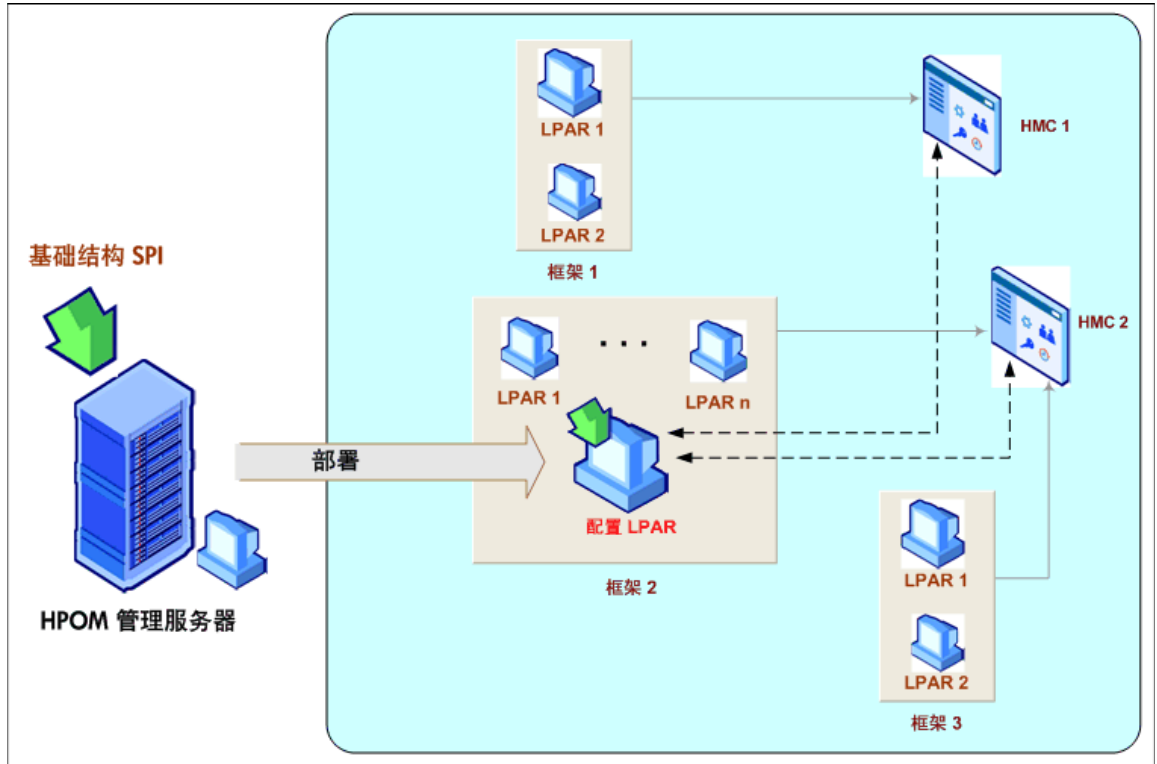 基础结构 SPI
HPOM 管理服务器
部署
LPAR 1
LPAR 2
框架 1
HMC 1
HMC 2
LPAR 1
. . .
LPAR n
配置 LPAR
框架 2
LPAR 1
LPAR 2
框架 3